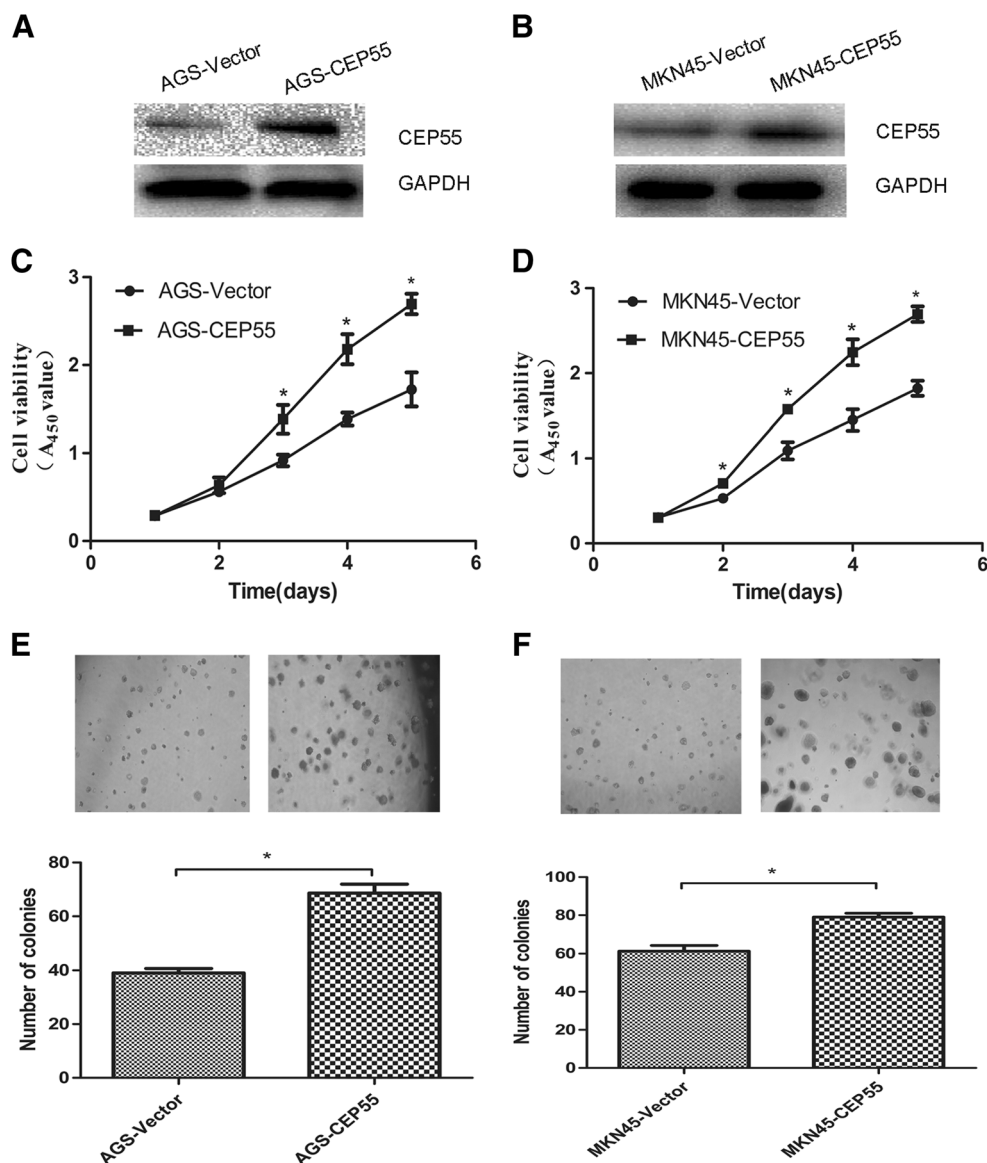 A
AGS-Vector
AGS-CEP55
CEP55
GAPDH
B
MKN45-Vector
MKN45-CEP55
CEP55
GAPDH
C
Cell viability
（A450 value）
3
2
1
0
AGS-Vector
AGS-CEP55
*
*
*
0
2
4
6
Time(days)
D
Cell viability
（A450 value）
3
2
1
0
MKN45-Vector
MKN45-CEP55
*
*
*
*
0
2
4
6
Time(days)
E
Number of colonies
80
60
40
20
0
*
AGS-Vector
AGS-CEP55
F
Number of colonies
100
80
60
40
20
0
*
MKN45-Vector
MKN45-CEP55